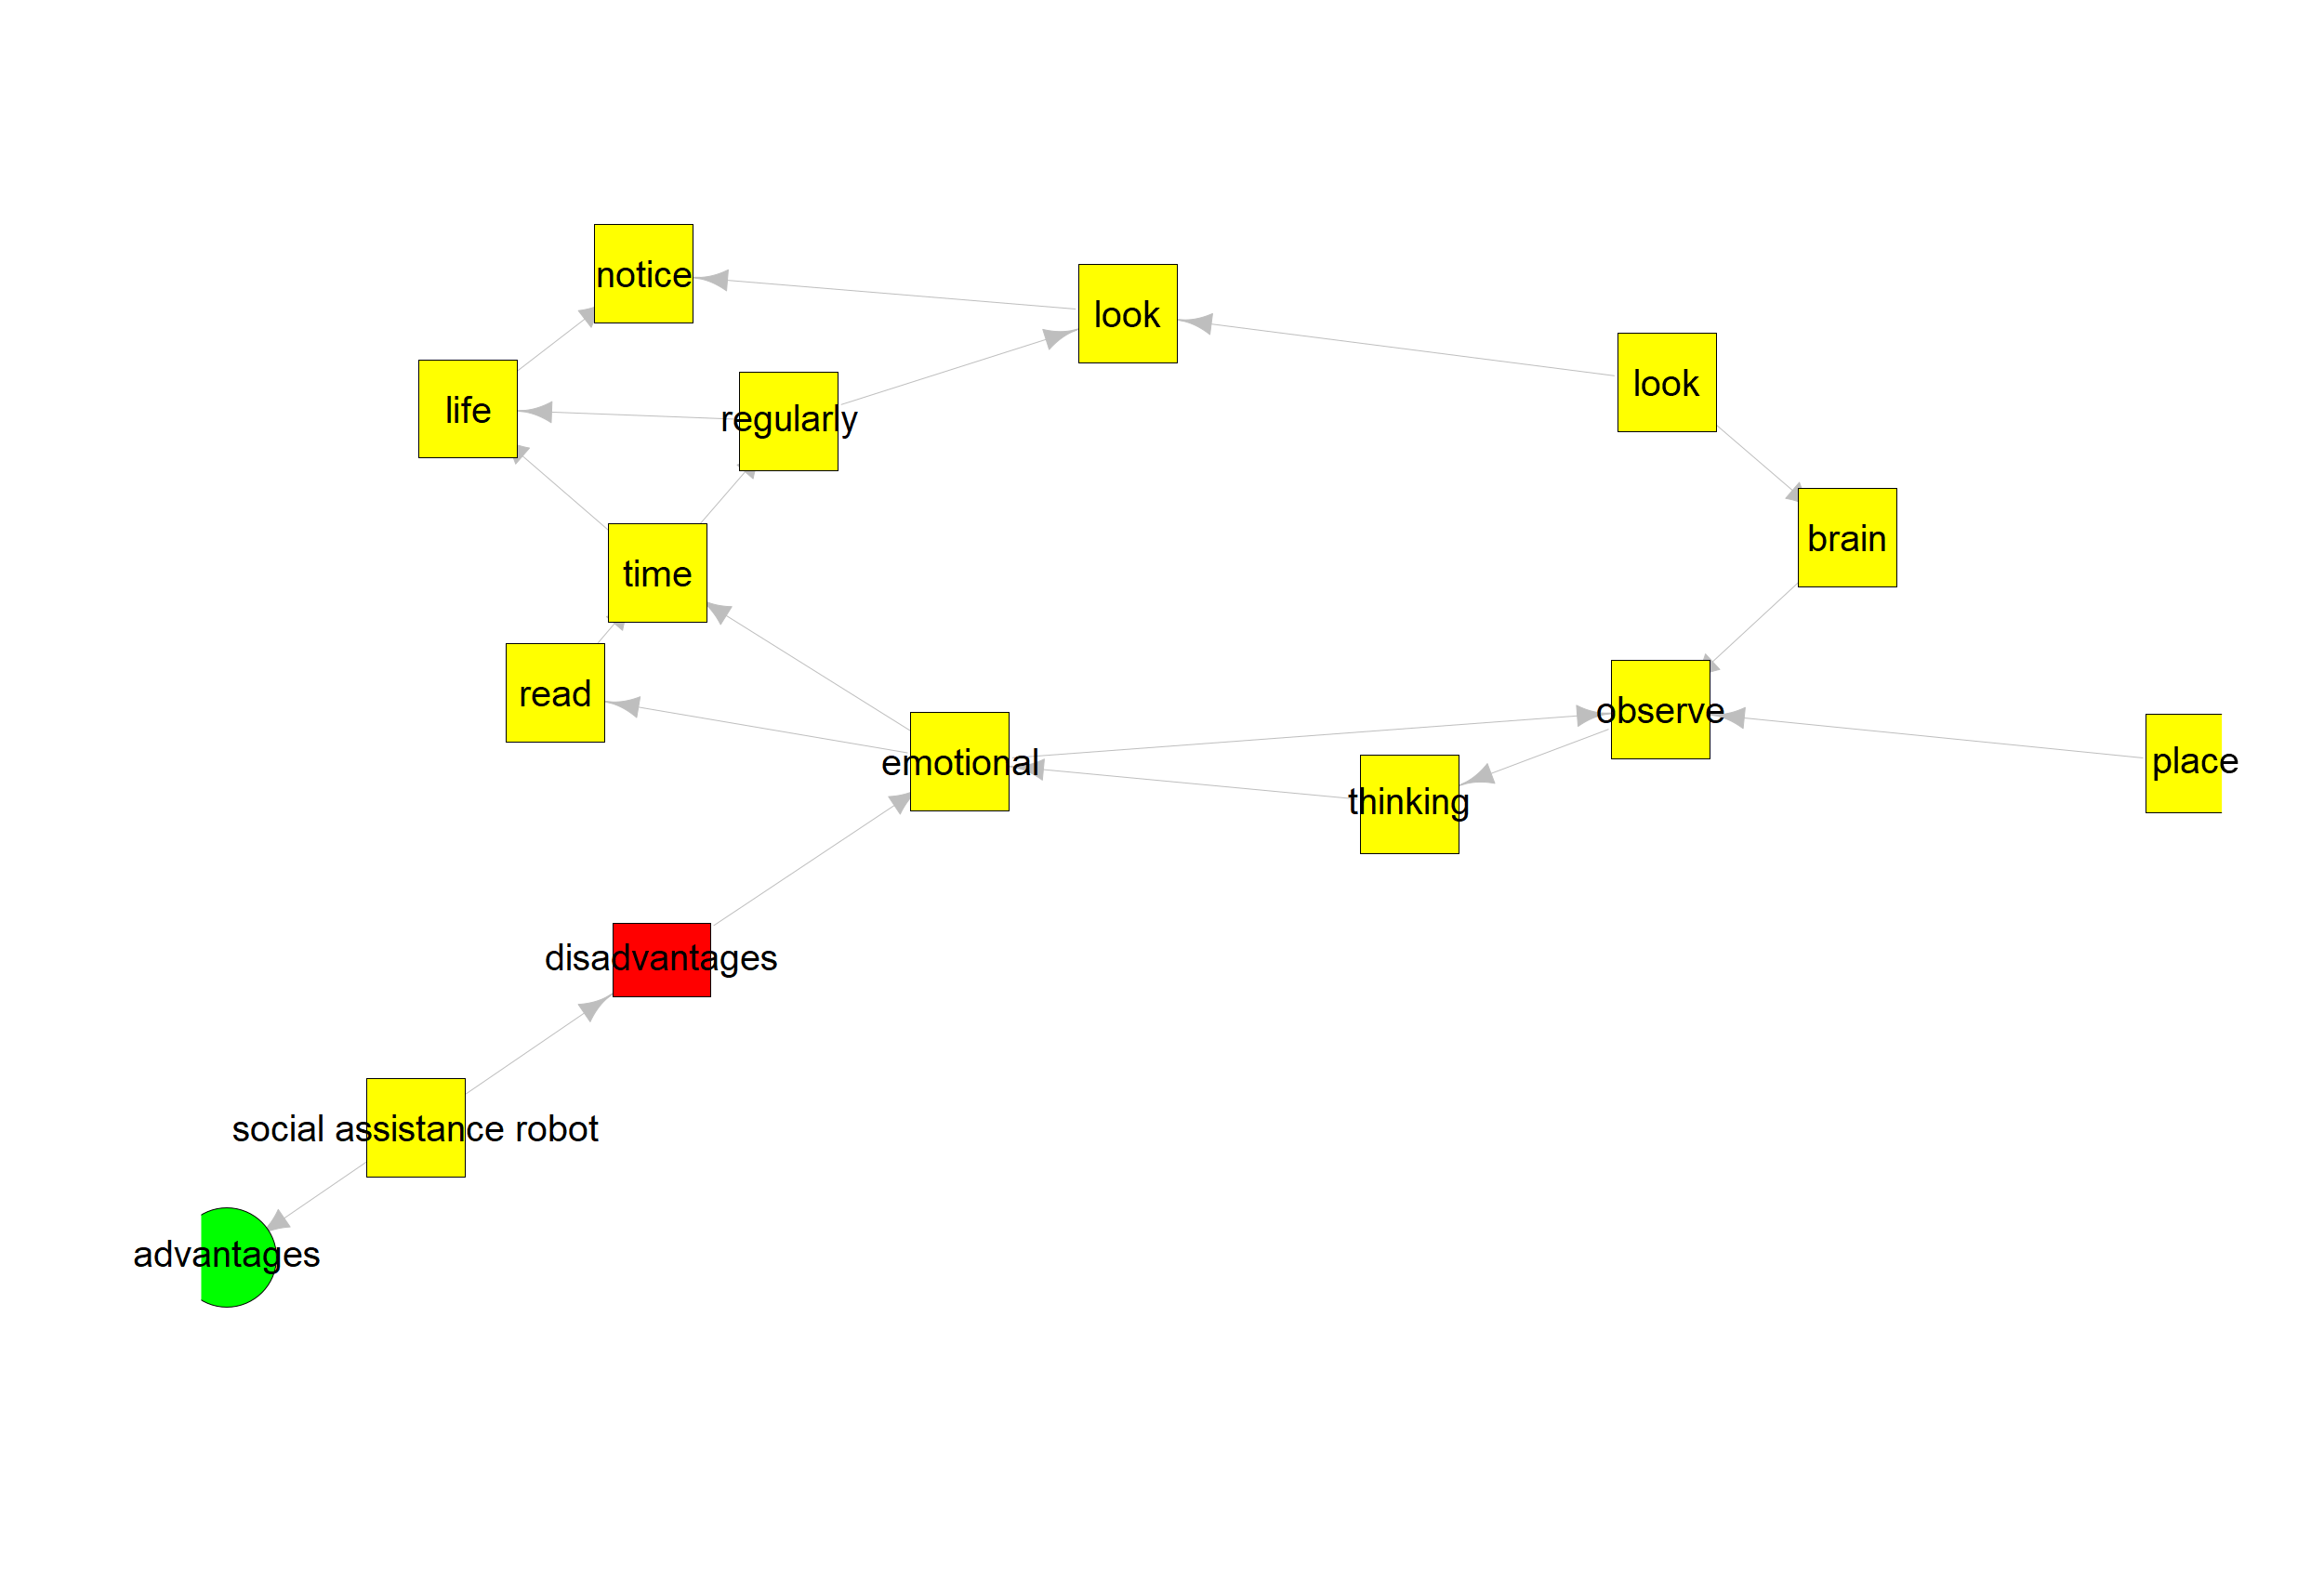 notice
look
look
life
regularly
brain
time
read
observe
emotional
place
thinking
disadvantages
social assistance robot
advantages